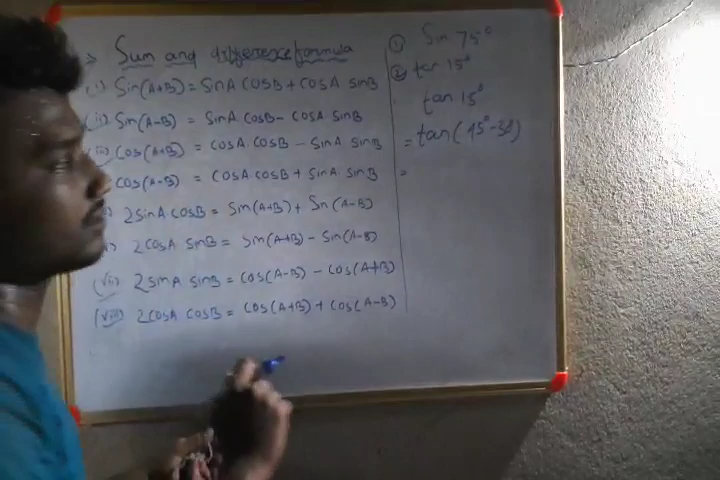 Sum and difference formula
(i) Sin(A+B) = SinA CosB + CosA SinB
(ii) Sin(A-B) = SinA CosB - CosA SinB
(iii) Cos(A+B) = CosA. CosB - SinA SinB
Cos(A-B) = CosA. CosB + SinA. SinB
2SinA CosB = Sin(A+B) + Sin(A-B)
2CosA SinB = Sin(A+B) - Sin(A-B)
(vii) 2SinA SinB = Cos(A-B) - Cos(A+B)
(viii) 2CosA CosB = Cos(A+B) + Cos(A-B)
① Sin 75°
② tan 15°
tan 15°
= tan(45°-30°)
=